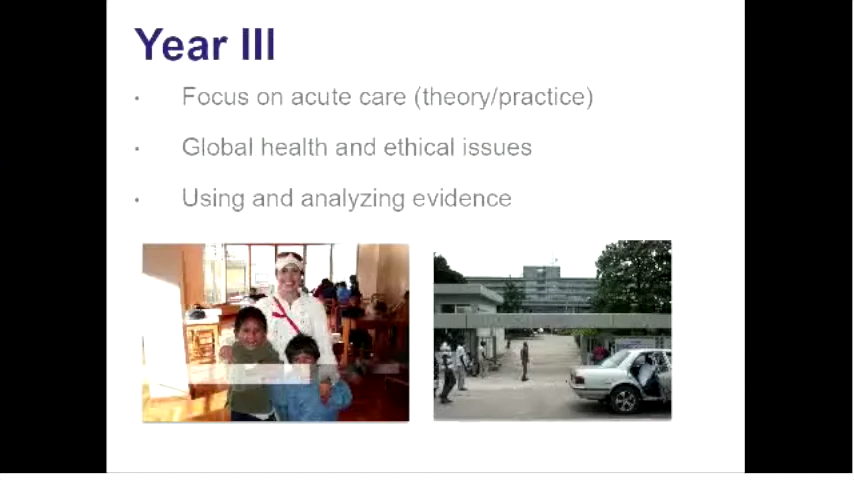 Year III
• Focus on acute care (theory/practice)
• Global health and ethical issues
• Using and analyzing evidence